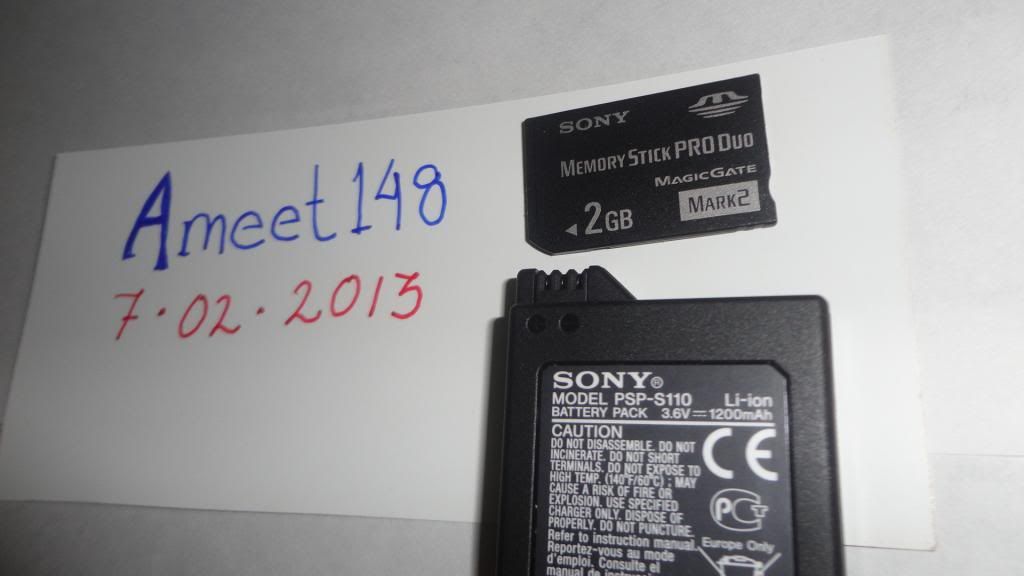 Ameet148
7.02.2013
SONY
MEMORY STICK PRO DUO
MAGICGATE
MARK2
2GB
SONY®
MODEL PSP-S110 Li-ion
BATTERY PACK 3.6V⎓1200mAh
CAUTION
DO NOT DISASSEMBLE. DO NOT
INCINERATE. DO NOT SHORT
TERMINALS. DO NOT EXPOSE TO
HIGH TEMP. (140°F/60°C) : MAY
CAUSE A RISK OF FIRE OR
EXPLOSION. USE SPECIFIED
CHARGER ONLY. DISPOSE OF
PROPERLY. DO NOT PUNCTURE.
Refer to instruction manual.
Reportez-vous au mode
d'emploi. Consulte el
manual de
CE
PCT
Europe Only